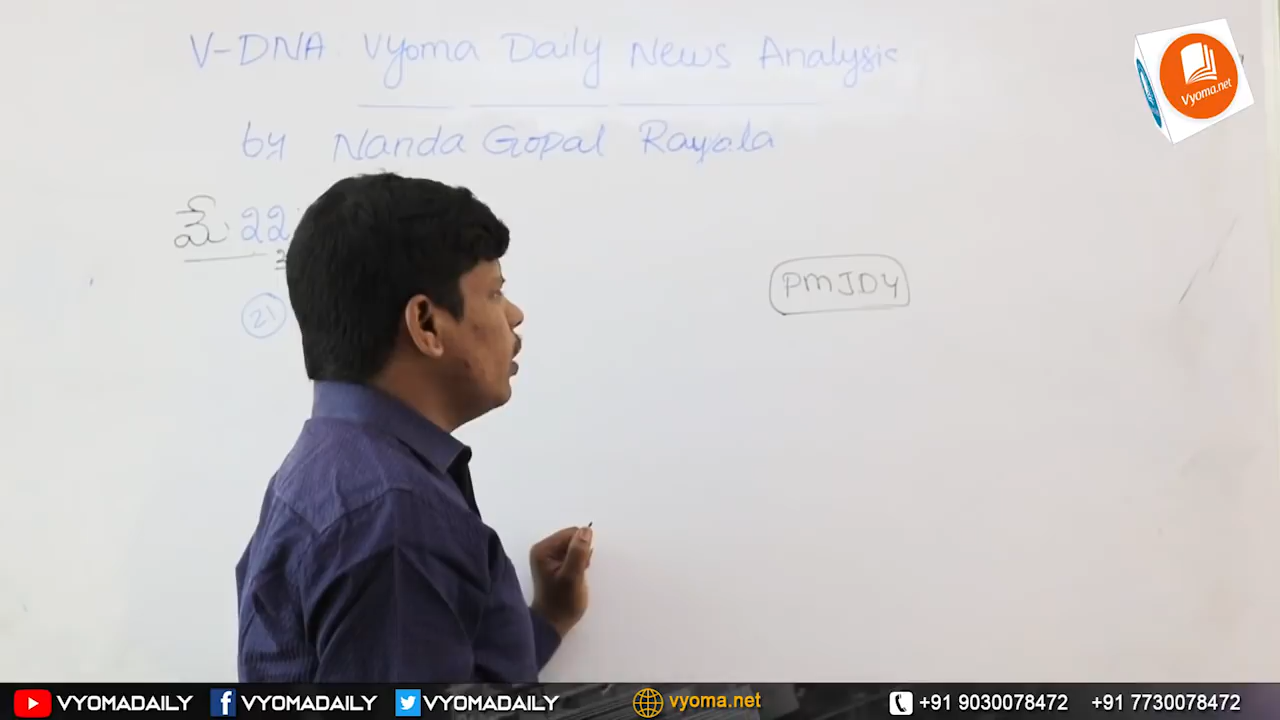 V-DNA Vyoma Daily News Analysis
by Nanda Gopal Rayala
మే 22
PMJDY
21
Vyoma.net
VYOMADAILY VYOMADAILY VYOMADAILY vyoma.net +91 9030078472 +91 7730078472